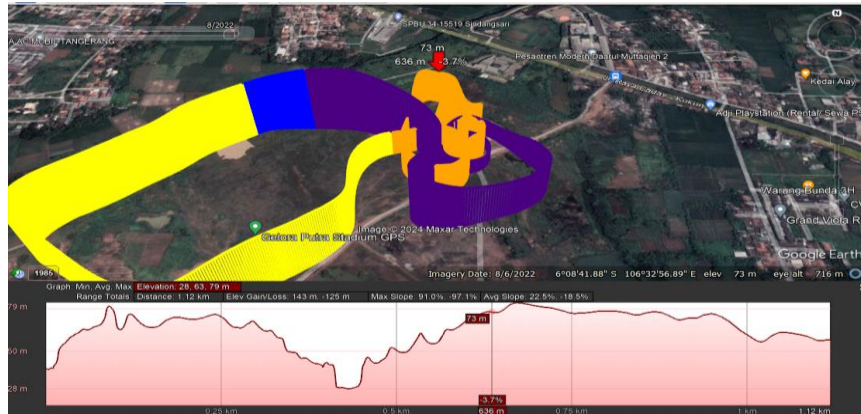 8/2022
SPBU 34-15519 Sindangsari
N
73 m
636 m -3.7%
Pesantren Modern Daarul Muttaqien 2
Kedai Alay
Adji Playstation (Rental/ Sewa PS
Warung Bunda 3H
Grand Viola R
Image © 2024 Maxar Technologies
Gelora Putra Stadium GPS
Google Earth
1985
Imagery Date: 8/6/2022 6°08'41.88" S 106°32'56.89" E elev 73 m eye alt 716 m
Graph: Min, Avg, Max Elevation: 28, 63, 79 m
Range Totals: Distance: 1.12 km Elev Gain/Loss: 143 m, -125 m Max Slope: 91.0%, -97.1% Avg Slope: 22.5%, -18.5%
79 m
73 m
60 m
28 m
-3.7%
0.25 km
0.5 km
636 m
0.75 km
1 km
1.12 km